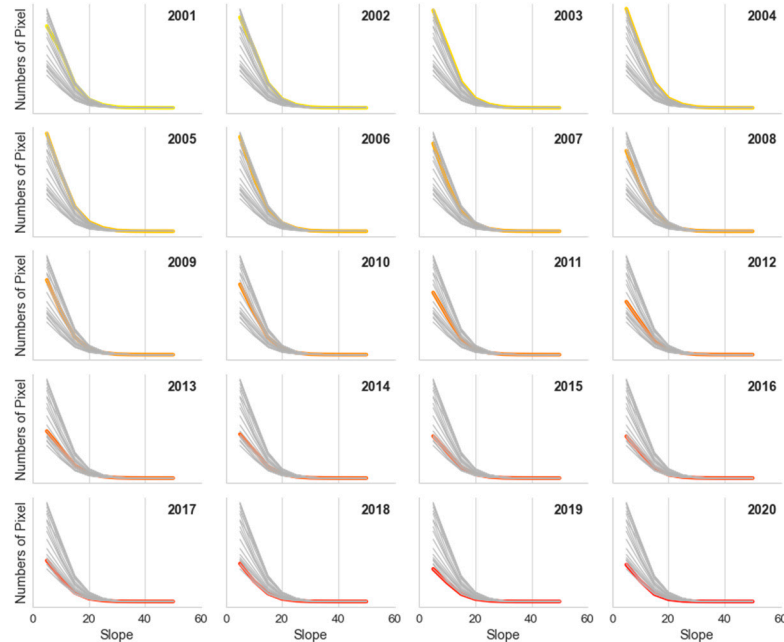 Numbers of Pixel
2001
2002
2003
2004
Numbers of Pixel
2005
2006
2007
2008
Numbers of Pixel
2009
2010
2011
2012
Numbers of Pixel
2013
2014
2015
2016
Numbers of Pixel
2017
2018
2019
2020
0 20 40 60
0 20 40 60
0 20 40 60
0 20 40 60
Slope
Slope
Slope
Slope